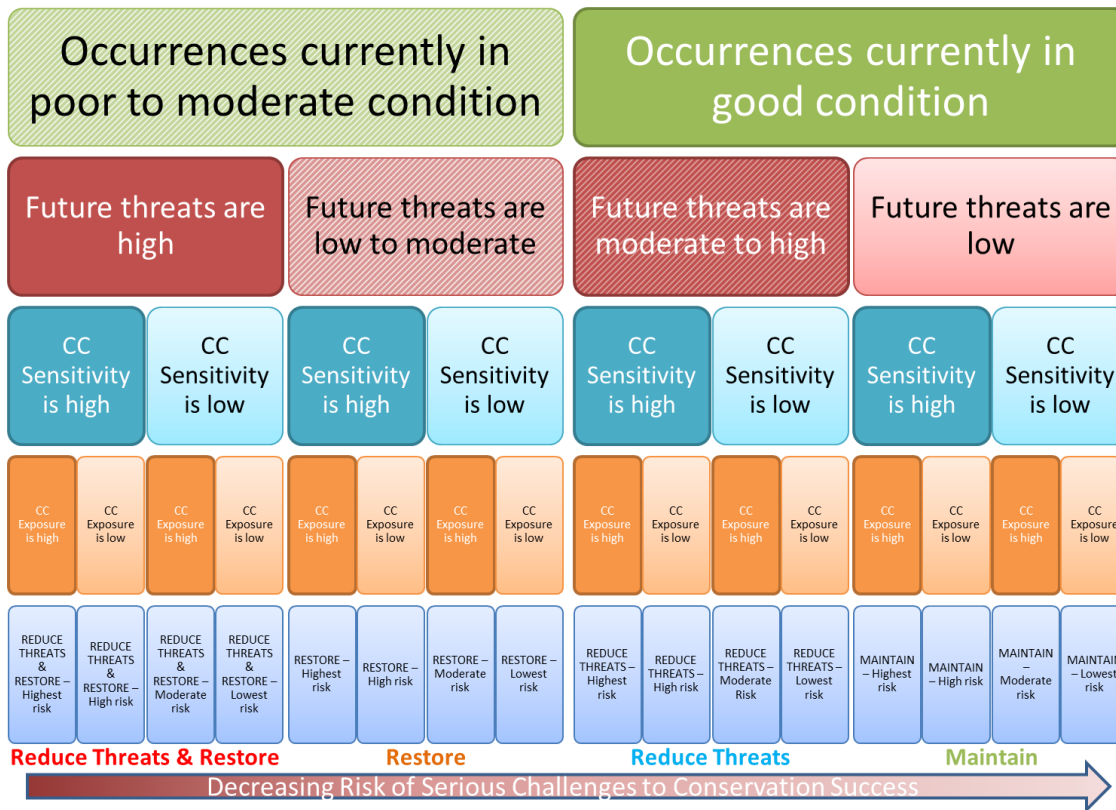 Occurrences currently in
poor to moderate condition
Occurrences currently in
good condition
Future threats are
high
Future threats are
low to moderate
Future threats are
moderate to high
Future threats are
low
CC
Sensitivity
is high
CC
Sensitivity
is low
CC
Sensitivity
is high
CC
Sensitivity
is low
CC
Sensitivity
is high
CC
Sensitivity
is low
CC
Sensitivity
is high
CC
Sensitivity
is low
CC
Exposure
is high
CC
Exposure
is low
CC
Exposure
is high
CC
Exposure
is low
CC
Exposure
is high
CC
Exposure
is low
CC
Exposure
is high
CC
Exposure
is low
CC
Exposure
is high
CC
Exposure
is low
CC
Exposure
is high
CC
Exposure
is low
CC
Exposure
is high
CC
Exposure
is low
CC
Exposure
is high
CC
Exposure
is low
REDUCE
THREATS
&
RESTORE –
Highest
risk
REDUCE
THREATS
&
RESTORE –
High risk
REDUCE
THREATS
&
RESTORE –
Moderate
risk
REDUCE
THREATS
&
RESTORE –
Lowest
risk
RESTORE –
Highest
risk
RESTORE –
High risk
RESTORE –
Moderate
risk
RESTORE –
Lowest
risk
REDUCE
THREATS –
Highest
risk
REDUCE
THREATS –
High risk
REDUCE
THREATS –
Moderate
Risk
REDUCE
THREATS –
Lowest
risk
MAINTAIN
– Highest
risk
MAINTAIN
– High risk
MAINTAIN
–
Moderate
risk
MAINTAIN
– Lowest
risk
Reduce Threats & Restore
Restore
Reduce Threats
Maintain
Decreasing Risk of Serious Challenges to Conservation Success